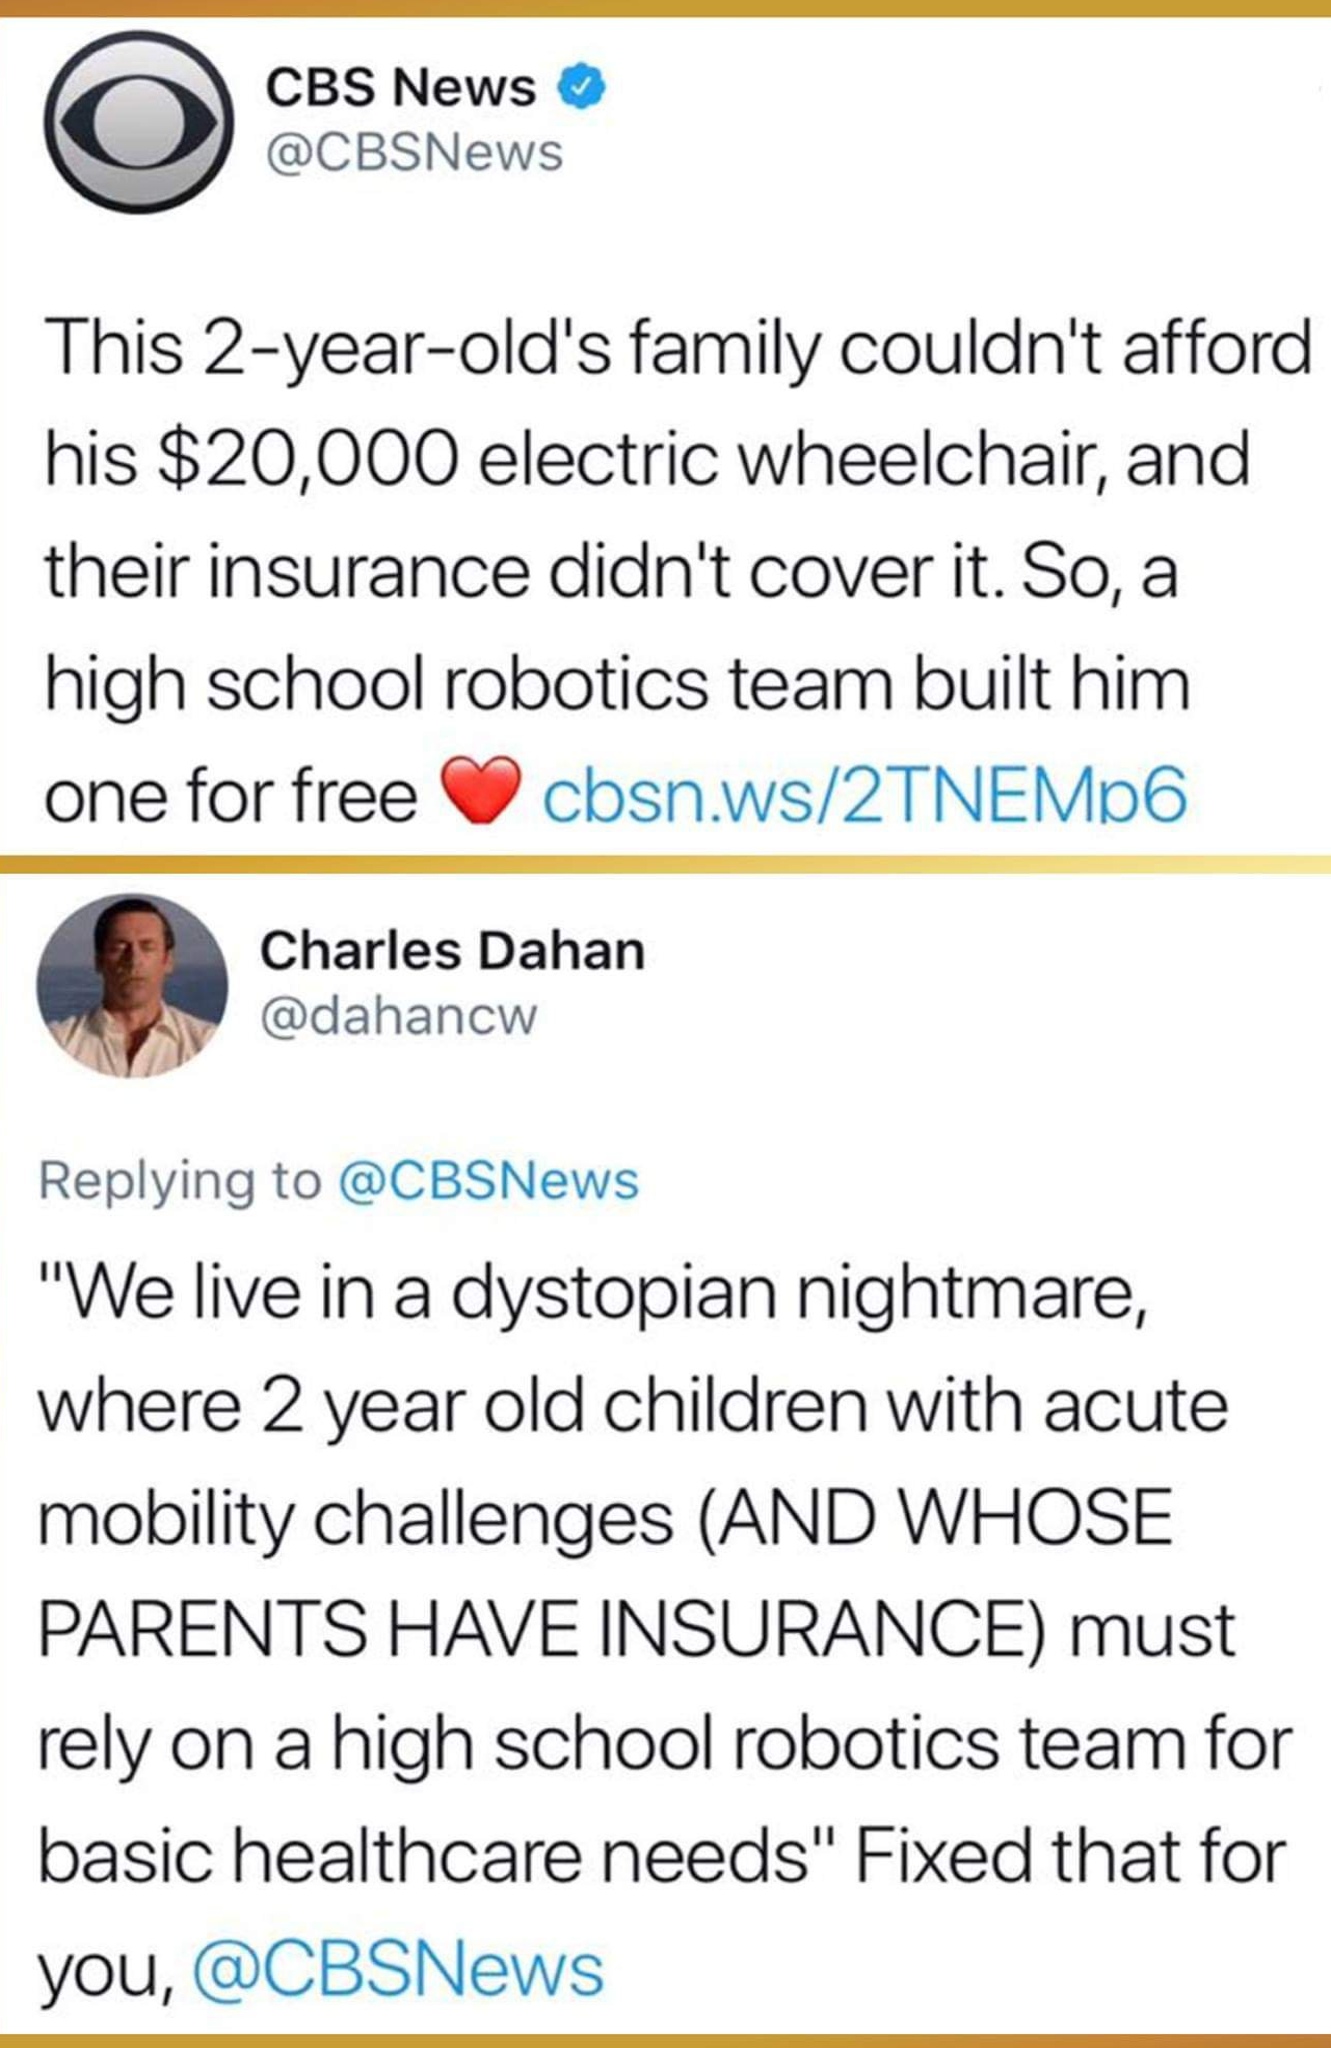 CBS News
@CBSNews
This 2-year-old's family couldn't afford
his $20,000 electric wheelchair, and
their insurance didn't cover it. So, a
high school robotics team built him
one for free ❤️ cbsn.ws/2TNEMp6
Charles Dahan
@dahancw
Replying to @CBSNews
"We live in a dystopian nightmare,
where 2 year old children with acute
mobility challenges (AND WHOSE
PARENTS HAVE INSURANCE) must
rely on a high school robotics team for
basic healthcare needs" Fixed that for
you, @CBSNews